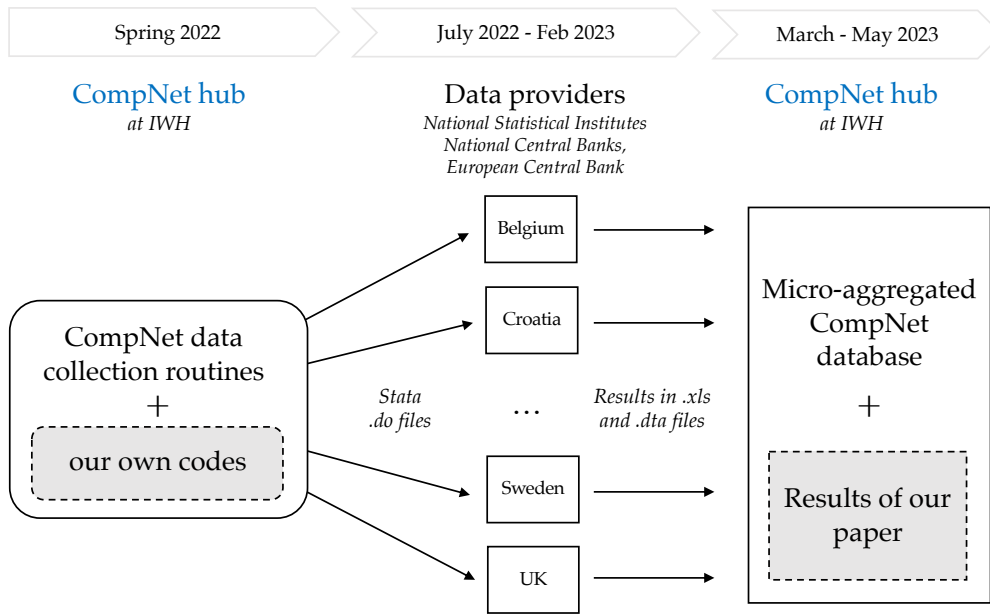 Spring 2022
July 2022 - Feb 2023
March - May 2023
CompNet hub
at IWH
Data providers
National Statistical Institutes
National Central Banks,
European Central Bank
CompNet hub
at IWH
CompNet data
collection routines
+
our own codes
Stata
.do files
Belgium
Croatia
...
Sweden
UK
Results in .xls
and .dta files
Micro-aggregated
CompNet
database
+
Results of our
paper